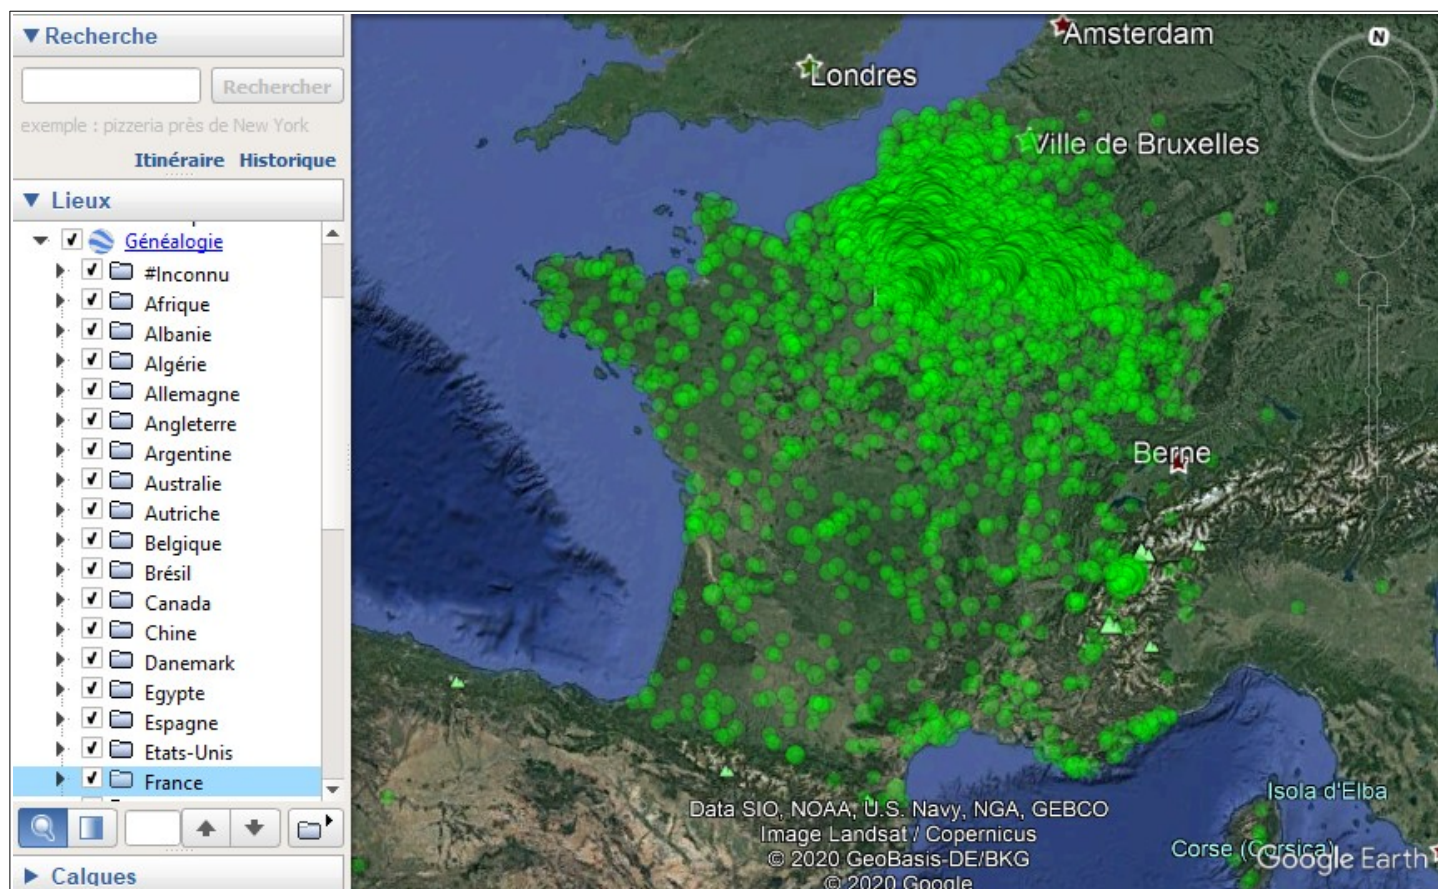 Recherche
Rechercher
exemple : pizzeria près de New York
Itinéraire Historique
Lieux
Généalogie
#Inconnu
Afrique
Albanie
Algérie
Allemagne
Angleterre
Argentine
Australie
Autriche
Belgique
Brésil
Canada
Chine
Danemark
Egypte
Espagne
Etats-Unis
France
Calques
N
Amsterdam
Londres
Ville de Bruxelles
Berne
Isola d'Elba
Corse (Corsica)
Data SIO, NOAA, U.S. Navy, NGA, GEBCO
Image Landsat / Copernicus
© 2020 GeoBasis-DE/BKG
© 2020 Google
Google Earth